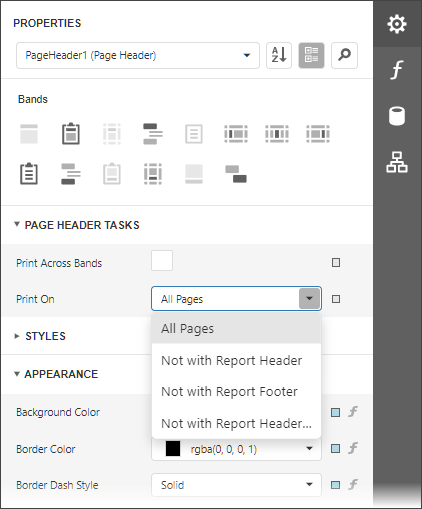 PROPERTIES
PageHeader1 (Page Header)
A
Z
Bands
PAGE HEADER TASKS
Print Across Bands
Print On
All Pages
All Pages
STYLES
Not with Report Header
APPEARANCE
Not with Report Footer
Background Color
Not with Report Header...
Border Color
rgba(0, 0, 0, 1)
Border Dash Style
Solid